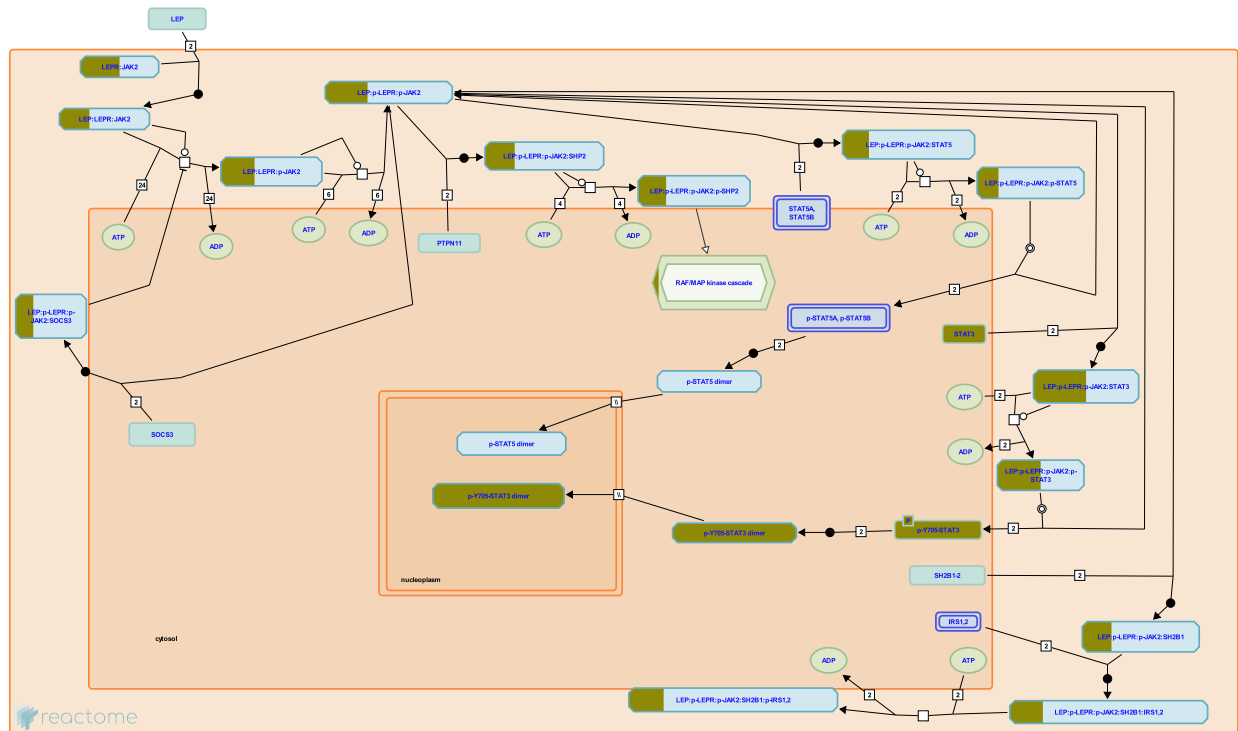 LEP
2
LEPR:JAK2
LEP:p-LEPR:p-JAK2
LEP:LEPR:JAK2
LEP:p-LEPR:p-JAK2:STAT5
LEP:p-LEPR:p-JAK2:SHP2
2
LEP:LEPR:p-JAK2
LEP:p-LEPR:p-JAK2:p-STAT5
24
24
6
6
2
4
4
LEP:p-LEPR:p-JAK2:p-SHP2
2
2
STAT5A,
STAT5B
ATP
ADP
ATP
ADP
PTPN11
ATP
ADP
ATP
ADP
RAF/MAP kinase cascade
2
LEP:p-LEPR:p-
JAK2:SOCS3
p-STAT5A, p-STAT5B
STAT3
2
2
p-STAT5 dimer
LEP:p-LEPR:p-JAK2:STAT3
ATP
2
2
\\
SOCS3
p-STAT5 dimer
ADP
2
LEP:p-LEPR:p-JAK2:p-
STAT3
p-Y705-STAT3 dimer
\\
P
p-Y705-STAT3 dimer
2
p-Y705-STAT3
2
nucleoplasm
SH2B1-2
2
IRS1,2
LEP:p-LEPR:p-JAK2:SH2B1
cytosol
2
ADP
ATP
2
2
LEP:p-LEPR:p-JAK2:SH2B1:p-IRS1,2
LEP:p-LEPR:p-JAK2:SH2B1:IRS1,2
reactome